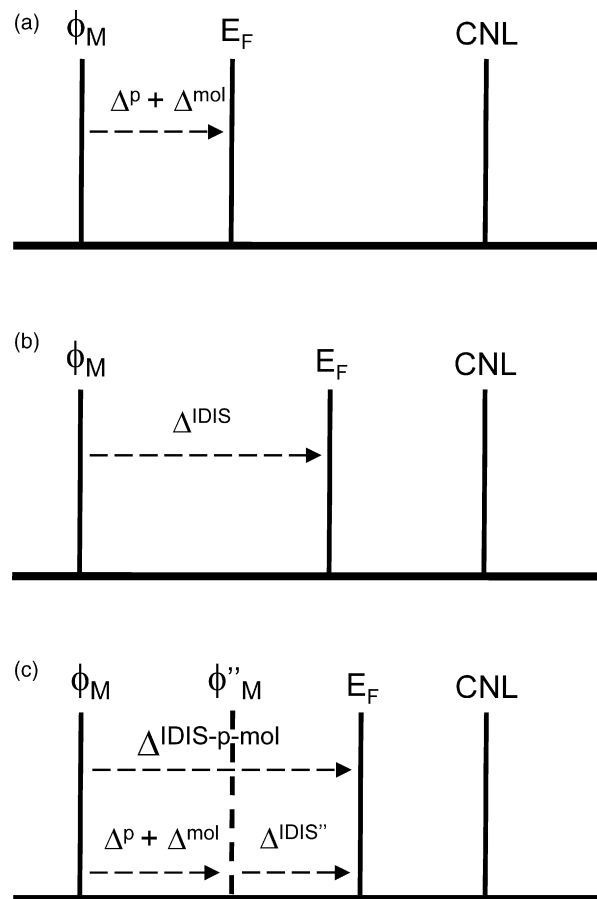 (a)
ϕM EF CNL
Δp + Δmol
(b)
ϕM EF CNL
ΔIDIS
(c)
ϕM ϕ”M EF CNL
ΔIDIS-p-mol
Δp + Δmol ΔIDIS”